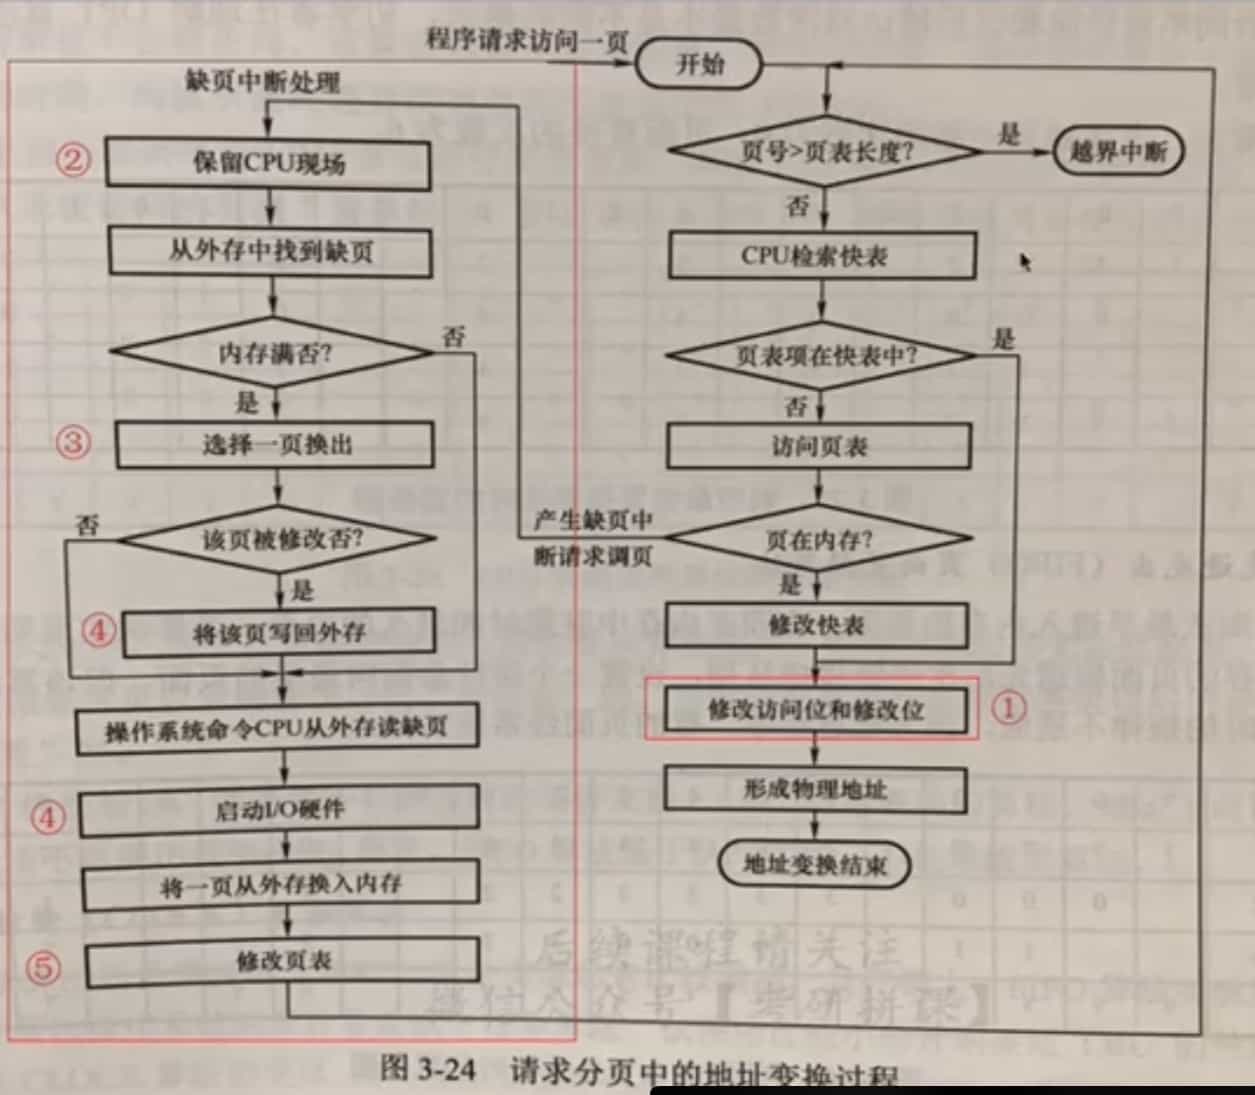 程序请求访问一页
开始
缺页中断处理
②
保留CPU现场
从外存中找到缺页
内存满否?
否
是
③
选择一页换出
该页被修改否?
否
是
④
将该页写回外存
操作系统命令CPU从外存读缺页
④
启动I/O硬件
将一页从外存换入内存
⑤
修改页表
页号>页表长度?
是
越界中断
否
CPU检索快表
页表项在快表中?
是
否
访问页表
产生缺页中
断请求调页
页在内存?
是
修改快表
修改访问位和修改位
①
形成物理地址
地址变换结束
后续课程请关注
微信公众号【考研拼课】
图 3-24 请求分页中的地址变换过程